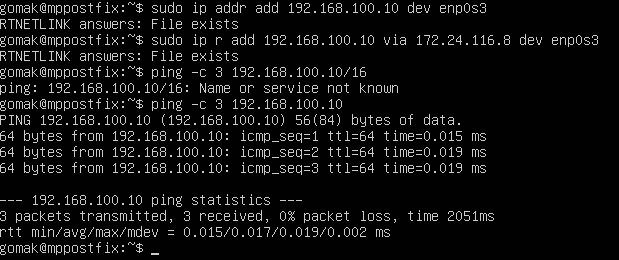 gomak@mppostfix:~$ sudo ip addr add 192.168.100.10 dev enp0s3
RTNETLINK answers: File exists
gomak@mppostfix:~$ sudo ip r add 192.168.100.10 via 172.24.116.8 dev enp0s3
RTNETLINK answers: File exists
gomak@mppostfix:~$ ping -c 3 192.168.100.10/16
ping: 192.168.100.10/16: Name or service not known
gomak@mppostfix:~$ ping -c 3 192.168.100.10
PING 192.168.100.10 (192.168.100.10) 56(84) bytes of data.
64 bytes from 192.168.100.10: icmp_seq=1 ttl=64 time=0.015 ms
64 bytes from 192.168.100.10: icmp_seq=2 ttl=64 time=0.019 ms
64 bytes from 192.168.100.10: icmp_seq=3 ttl=64 time=0.019 ms
--- 192.168.100.10 ping statistics ---
3 packets transmitted, 3 received, 0% packet loss, time 2051ms
rtt min/avg/max/mdev = 0.015/0.017/0.019/0.002 ms
gomak@mppostfix:~$ _